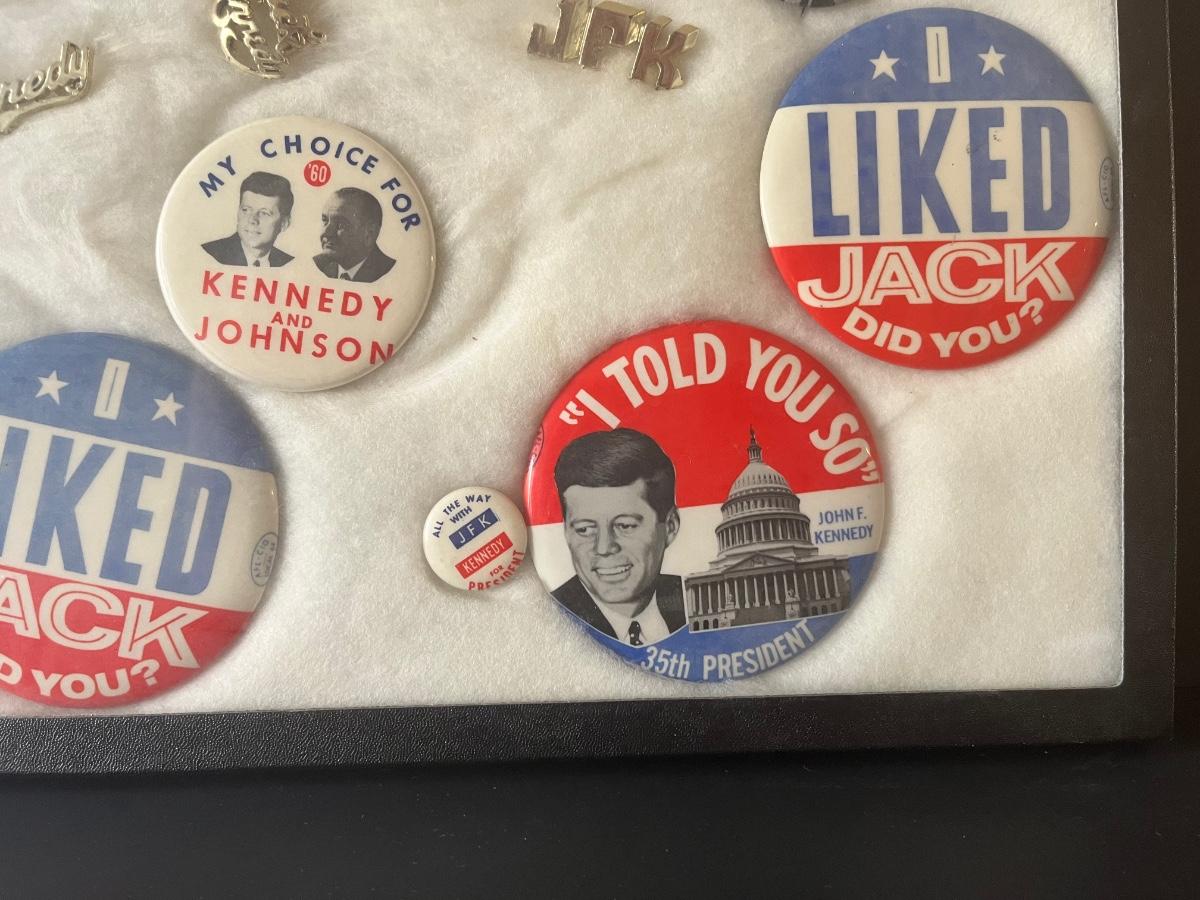 nedy
JFK
I
LIKED
JACK
DID YOU?
MY CHOICE FOR
'60
KENNEDY
AND
JOHNSON
I
IKED
ACK
D YOU?
ALL THE WAY
WITH
JFK
KENNEDY
FOR
PRESIDENT
"I TOLD YOU SO"
JOHN F.
KENNEDY
35th PRESIDENT